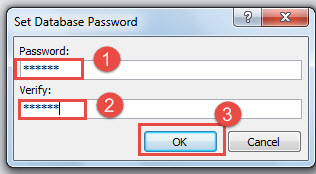 Set Database Password ? X
Password:
****** 1
Verify:
****** 2
3
OK Cancel